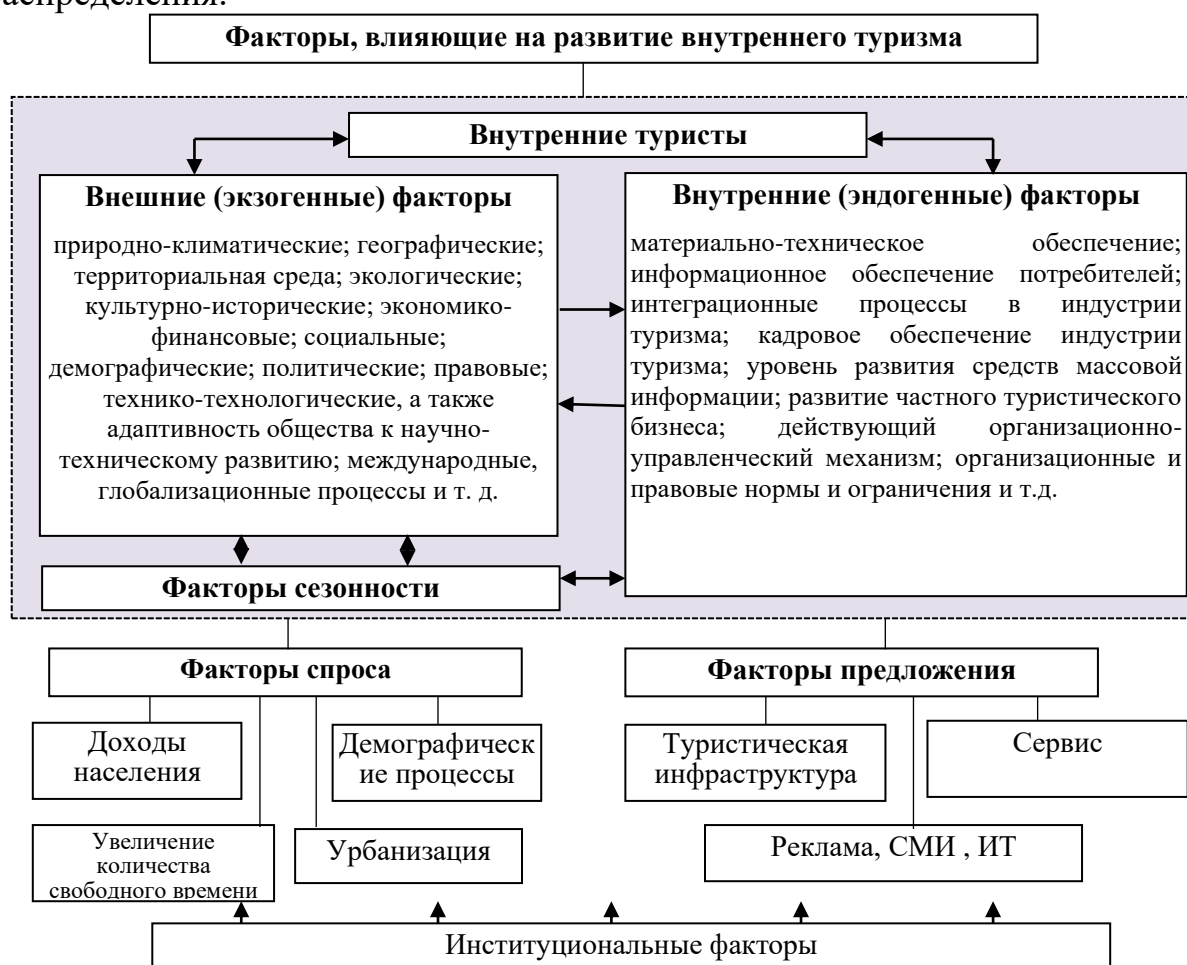 аспределения.
Факторы, влияющие на развитие внутреннего туризма
Внутренние туристы
Внешние (экзогенные) факторы
природно-климатические; географические;
территориальная среда; экологические;
культурно-исторические; экономико-
финансовые; социальные;
демографические; политические; правовые;
технико-технологические, а также
адаптивность общества к научно-
техническому развитию; международные,
глобализационные процессы и т. д.
Внутренние (эндогенные) факторы
материально-техническое обеспечение;
информационное обеспечение потребителей;
интеграционные процессы в индустрии
туризма; кадровое обеспечение индустрии
туризма; уровень развития средств массовой
информации; развитие частного туристического
бизнеса; действующий организационно-
управленческий механизм; организационные и
правовые нормы и ограничения и т.д.
Факторы сезонности
Факторы спроса
Факторы предложения
Доходы
населения
Демографическ
ие процессы
Туристическая
инфраструктура
Сервис
Увеличение
количества
свободного времени
Урбанизация
Реклама, СМИ , ИТ
Институциональные факторы